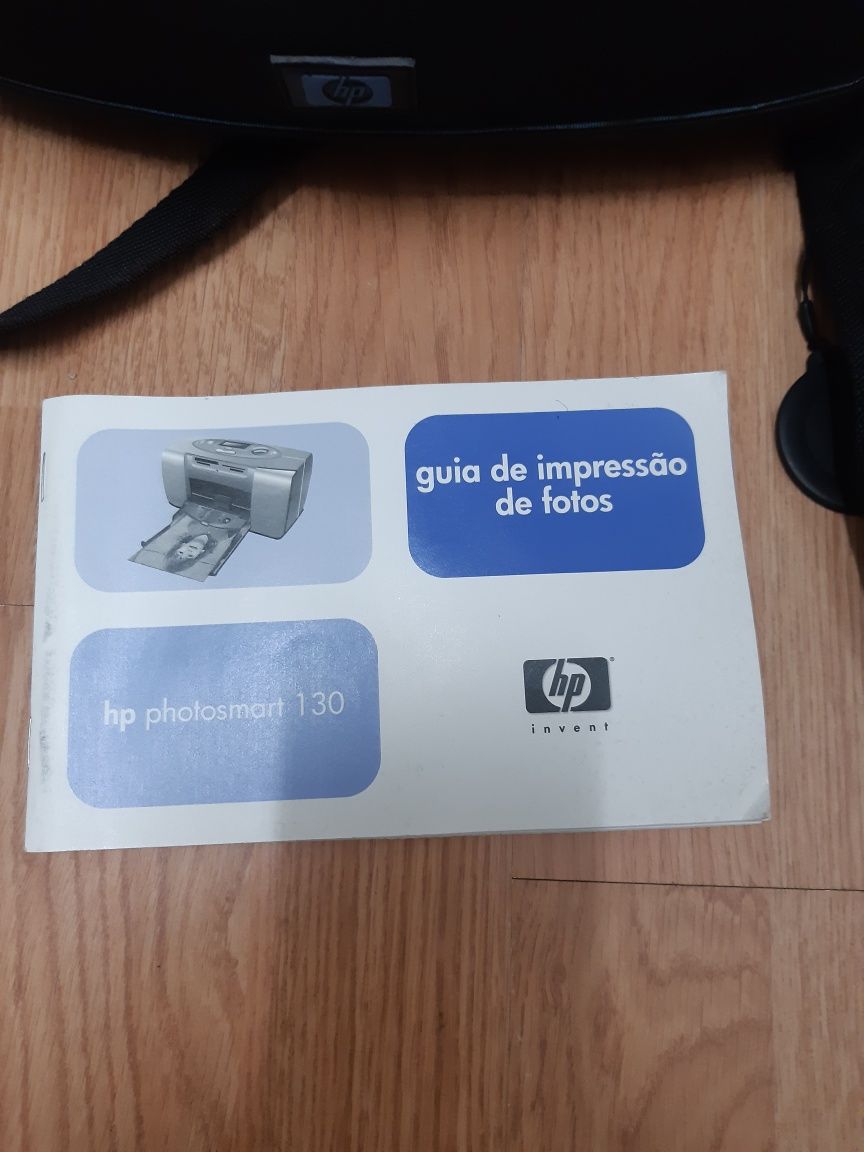 hp
guia de impressão
de fotos
hp photosmart 130
hp
invent